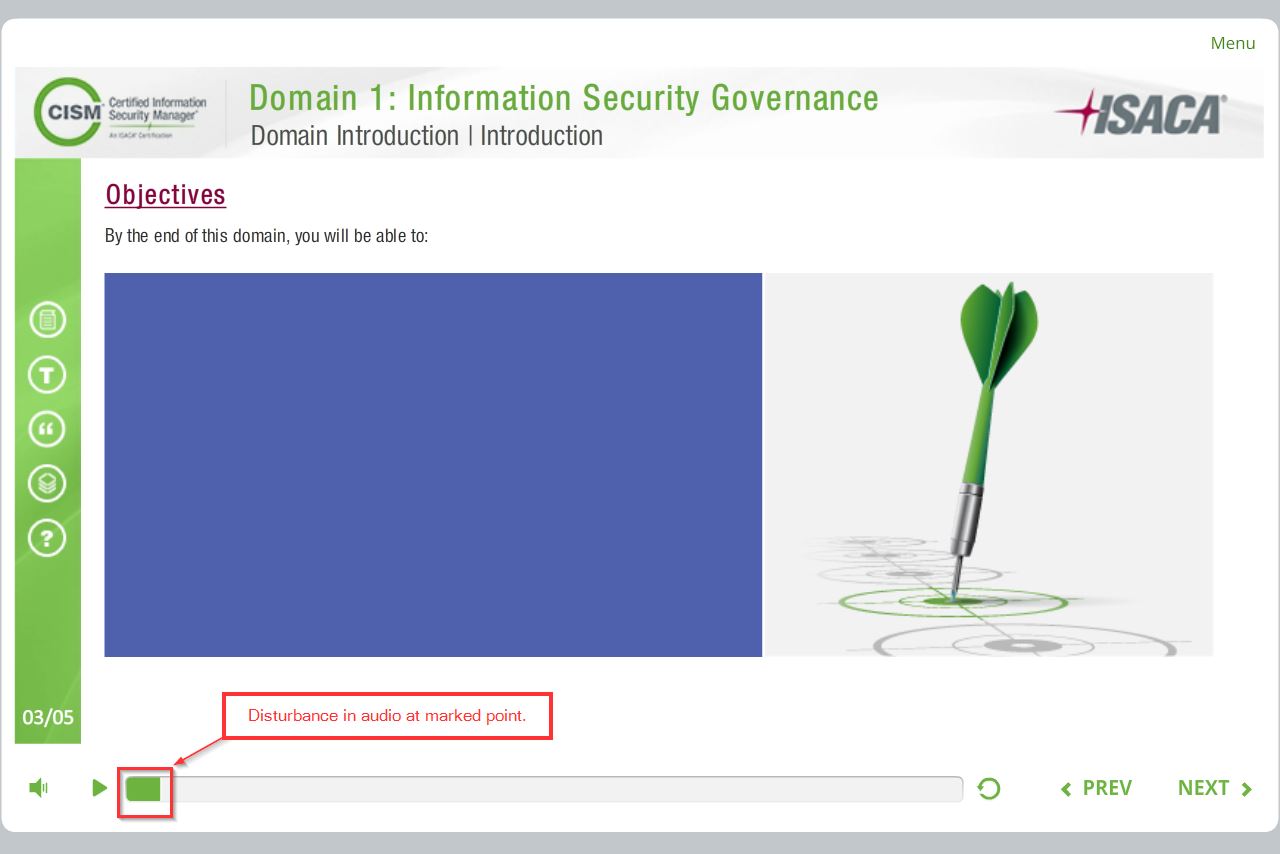 Menu
CISM
Certified Information
Security Manager®
An ISACA® Certification
Domain 1: Information Security Governance
Domain Introduction | Introduction
ISACA®
Objectives
By the end of this domain, you will be able to:
T
“
?
03/05
Disturbance in audio at marked point.
PREV
NEXT